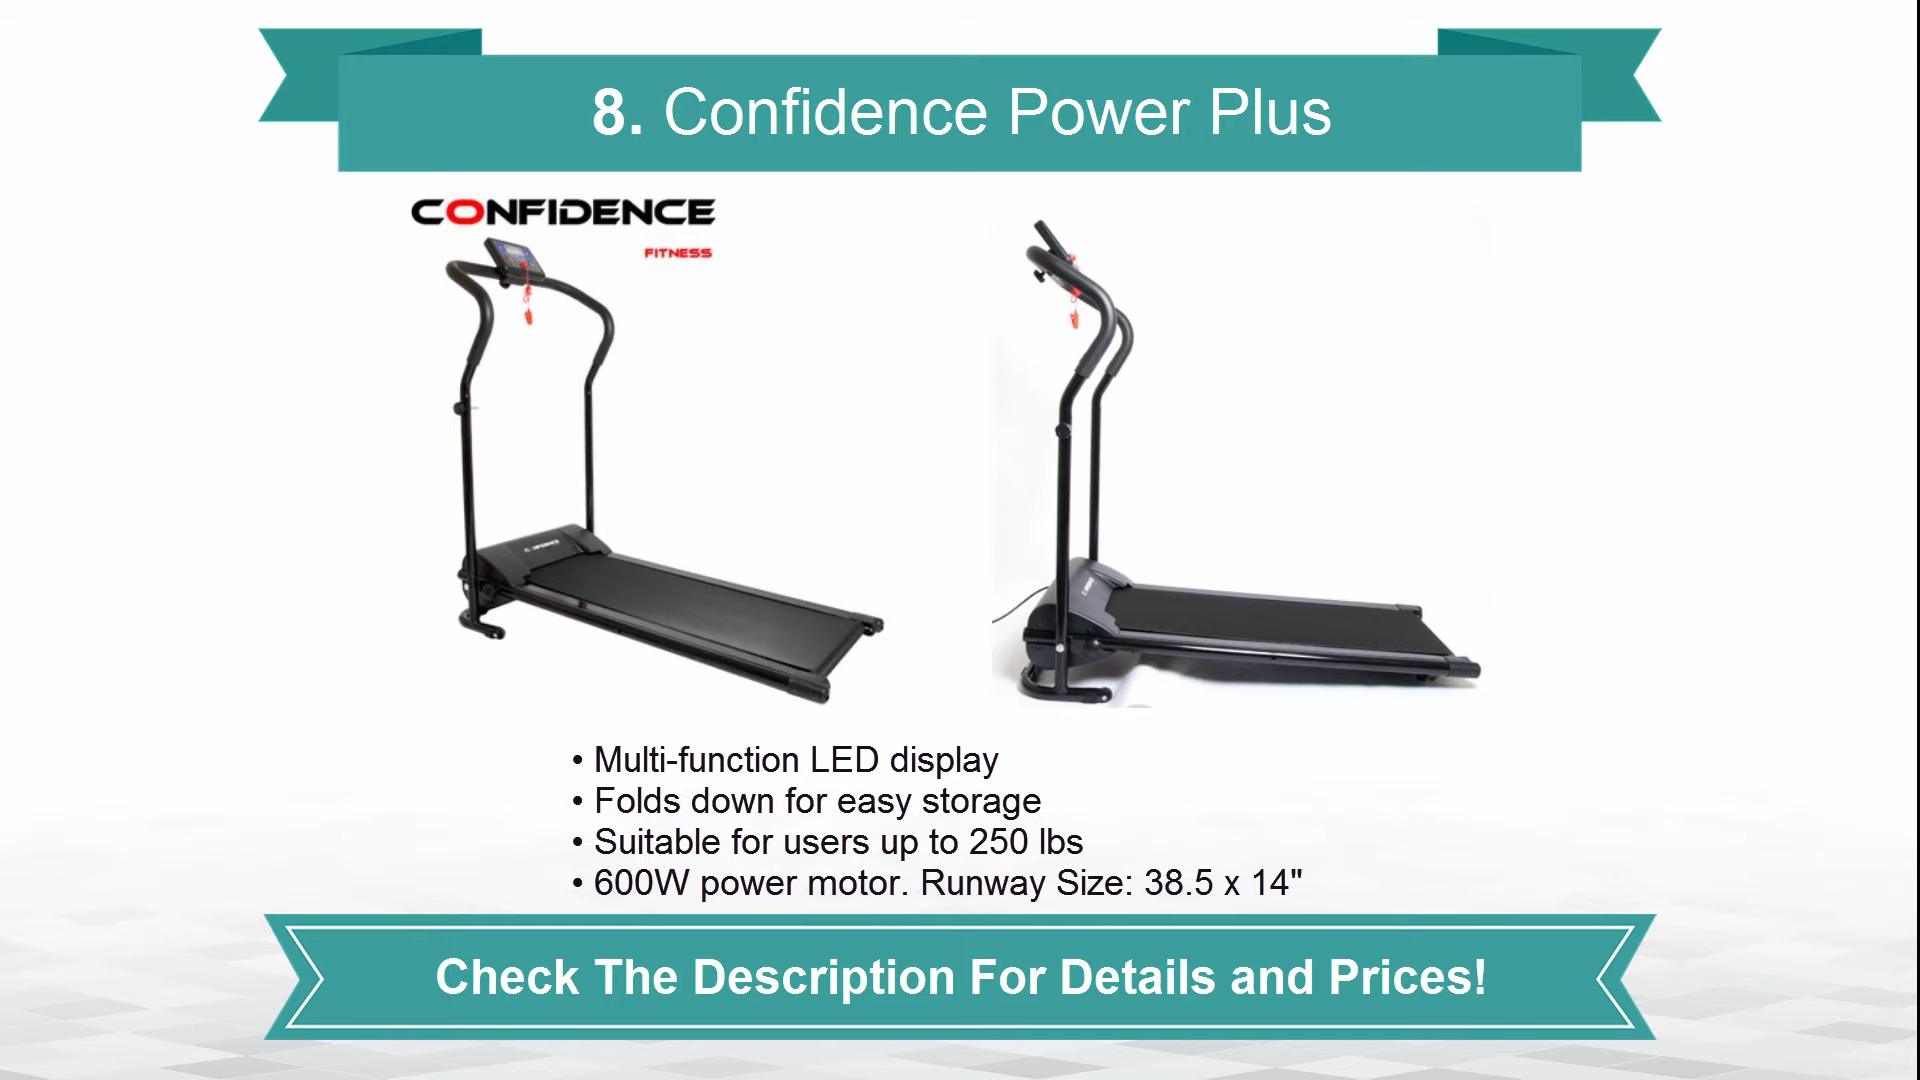 8. Confidence Power Plus
CONFIDENCE
FITNESS
CONFIDENCE
• Multi-function LED display
• Folds down for easy storage
• Suitable for users up to 250 lbs
• 600W power motor. Runway Size: 38.5 x 14"
Check The Description For Details and Prices!